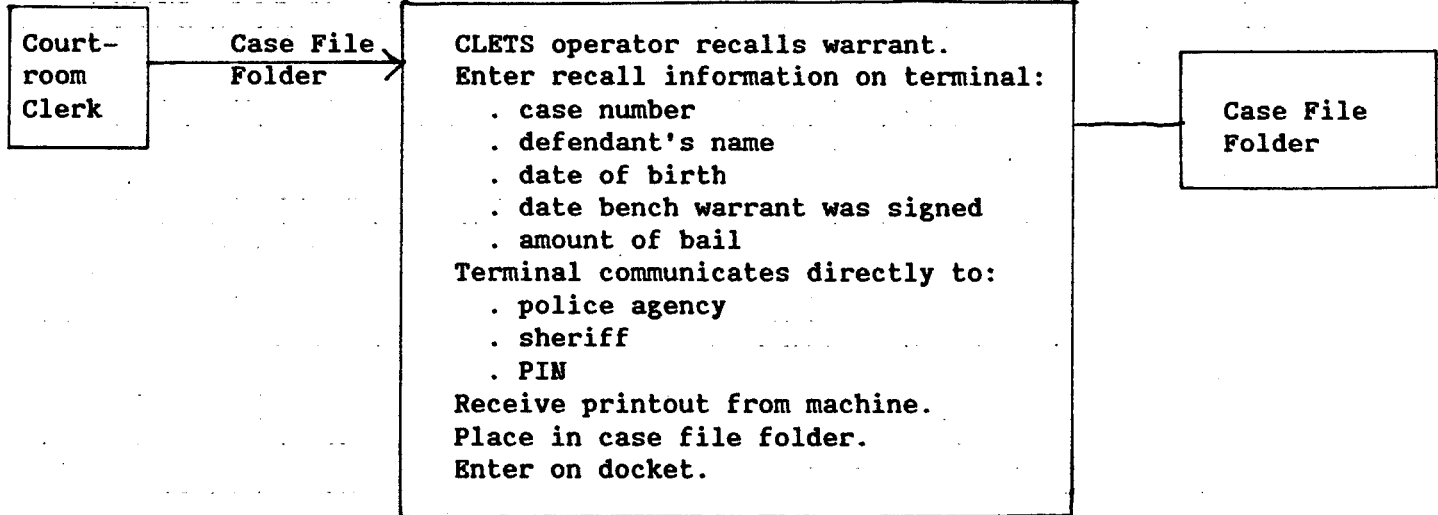 Court-
room
Clerk
Case File
Folder
CLETS operator recalls warrant.
Enter recall information on terminal:
. case number
. defendant's name
. date of birth
. date bench warrant was signed
. amount of bail
Terminal communicates directly to:
. police agency
. sheriff
. PIN
Receive printout from machine.
Place in case file folder.
Enter on docket.
Case File
Folder